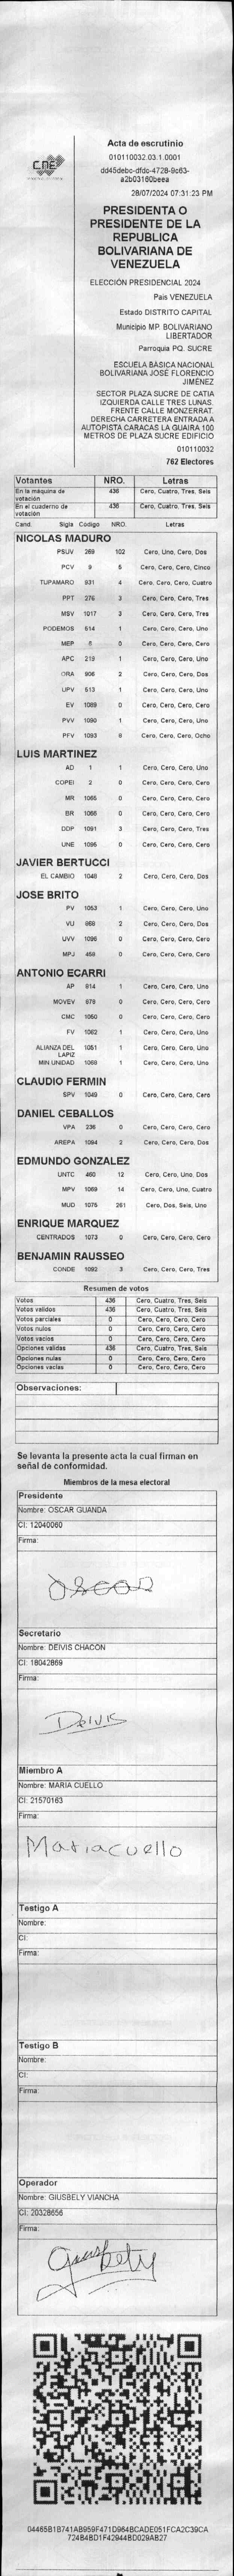 CNE
Acta de escrutinio
010110032.03.1.0001
dd45debc-dfdc-4728-9c63-
a2b03160beea
28/07/2024 07:31:23 PM
PRESIDENTA O
PRESIDENTE DE LA
REPUBLICA
BOLIVARIANA DE
VENEZUELA
ELECCIÓN PRESIDENCIAL 2024
Pais VENEZUELA
Estado DISTRITO CAPITAL
Municipio MP. BOLIVARIANO
LIBERTADOR
Parroquia PQ. SUCRE
ESCUELA BÁSICA NACIONAL
BOLIVARIANA JOSÉ FLORENCIO
JIMÉNEZ
SECTOR PLAZA SUCRE DE CATIA
IZQUIERDA CALLE TRES LUNAS.
FRENTE CALLE MONZERRAT.
DERECHA CARRETERA ENTRADA A
AUTOPISTA CARACAS LA GUAIRA 100
METROS DE PLAZA SUCRE EDIFICIO
010110032
762 Electores
Votantes NRO. Letras
En la máquina de votación 436 Cero, Cuatro, Tres, Seis
En el cuaderno de votación 436 Cero, Cuatro, Tres, Seis
Cand. Sigla Código NRO. Letras
NICOLAS MADURO
PSUV 269 102 Cero, Uno, Cero, Dos
PCV 9 5 Cero, Cero, Cero, Cinco
TUPAMARO 931 4 Cero, Cero, Cero, Cuatro
PPT 276 3 Cero, Cero, Cero, Tres
MSV 1017 3 Cero, Cero, Cero, Tres
PODEMOS 514 1 Cero, Cero, Cero, Uno
MEP 6 0 Cero, Cero, Cero, Cero
APC 219 1 Cero, Cero, Cero, Uno
ORA 906 2 Cero, Cero, Cero, Dos
UPV 513 1 Cero, Cero, Cero, Uno
EV 1089 0 Cero, Cero, Cero, Cero
PVV 1090 1 Cero, Cero, Cero, Uno
PFV 1093 8 Cero, Cero, Cero, Ocho
LUIS MARTINEZ
AD 1 1 Cero, Cero, Cero, Uno
COPEI 2 0 Cero, Cero, Cero, Cero
MR 1065 0 Cero, Cero, Cero, Cero
BR 1066 0 Cero, Cero, Cero, Cero
DDP 1091 3 Cero, Cero, Cero, Tres
UNE 1095 0 Cero, Cero, Cero, Cero
JAVIER BERTUCCI
EL CAMBIO 1048 2 Cero, Cero, Cero, Dos
JOSE BRITO
PV 1053 1 Cero, Cero, Cero, Uno
VU 868 2 Cero, Cero, Cero, Dos
UVV 1096 0 Cero, Cero, Cero, Cero
MPJ 459 0 Cero, Cero, Cero, Cero
ANTONIO ECARRI
AP 914 1 Cero, Cero, Cero, Uno
MOVEV 978 0 Cero, Cero, Cero, Cero
CMC 1050 0 Cero, Cero, Cero, Cero
FV 1062 1 Cero, Cero, Cero, Uno
ALIANZA DEL LAPIZ 1051 1 Cero, Cero, Cero, Uno
MIN UNIDAD 1069 1 Cero, Cero, Cero, Uno
CLAUDIO FERMIN
SPV 1049 0 Cero, Cero, Cero, Cero
DANIEL CEBALLOS
VPA 236 0 Cero, Cero, Cero, Cero
AREPA 1094 2 Cero, Cero, Cero, Dos
EDMUNDO GONZALEZ
UNTC 460 12 Cero, Cero, Uno, Dos
MPV 1069 14 Cero, Cero, Uno, Cuatro
MUD 1075 261 Cero, Dos, Seis, Uno
ENRIQUE MARQUEZ
CENTRADOS 1073 0 Cero, Cero, Cero, Cero
BENJAMIN RAUSSEO
CONDE 1092 3 Cero, Cero, Cero, Tres
Resumen de votos
Votos 436 Cero, Cuatro, Tres, Seis
Votos validos 436 Cero, Cuatro, Tres, Seis
Votos parciales 0 Cero, Cero, Cero, Cero
Votos nulos 0 Cero, Cero, Cero, Cero
Votos vacios 0 Cero, Cero, Cero, Cero
Opciones validas 436 Cero, Cuatro, Tres, Seis
Opciones nulas 0 Cero, Cero, Cero, Cero
Opciones vacias 0 Cero, Cero, Cero, Cero
Observaciones:
Se levanta la presente acta la cual firman en
señal de conformidad.
Miembros de la mesa electoral
Presidente
Nombre: OSCAR GUANDA
CI: 12040060
Firma:
OSCAR
Secretario
Nombre: DEIVIS CHACON
CI: 18042869
Firma:
Deivis
Miembro A
Nombre: MARIA CUELLO
CI: 21570163
Firma:
Maria cuello
Testigo A
Nombre:
CI:
Firma:
Testigo B
Nombre:
CI:
Firma:
Operador
Nombre: GIUSBELY VIANCHA
CI: 20328656
Firma:
04465B1B741AB959F471D964BCADE051FCA2C39CA
724B4BD1F42944BD029AB27